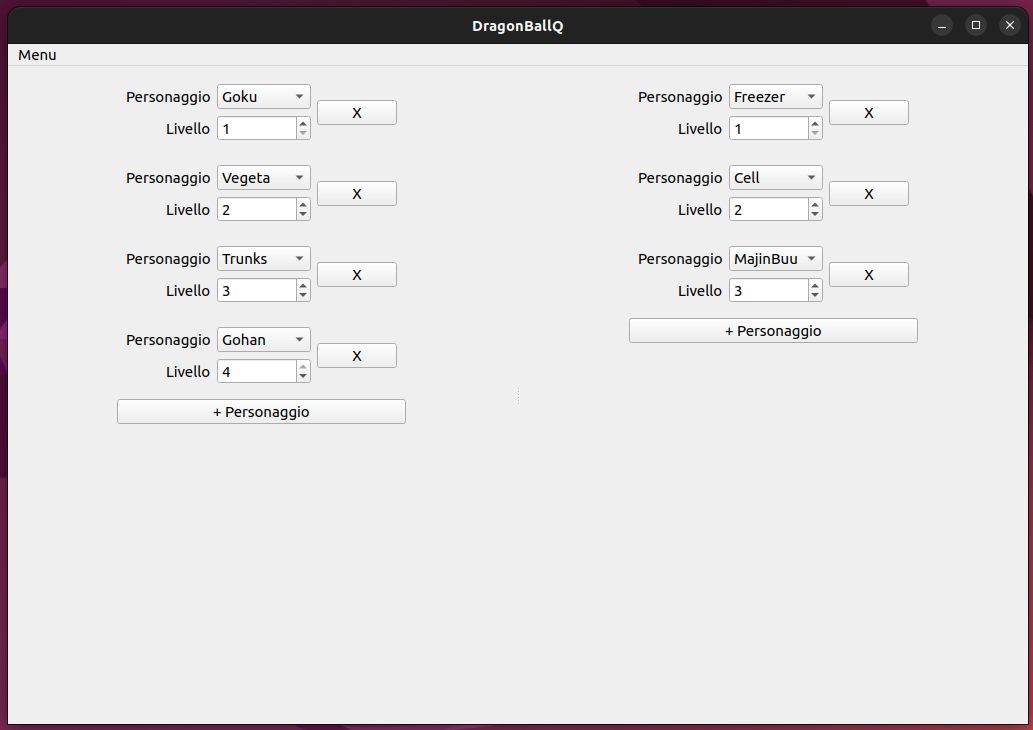 DragonBallQ
Menu
Personaggio Goku
X
Livello 1
Personaggio Vegeta
X
Livello 2
Personaggio Trunks
X
Livello 3
Personaggio Gohan
X
Livello 4
+ Personaggio
Personaggio Freezer
X
Livello 1
Personaggio Cell
X
Livello 2
Personaggio MajinBuu
X
Livello 3
+ Personaggio